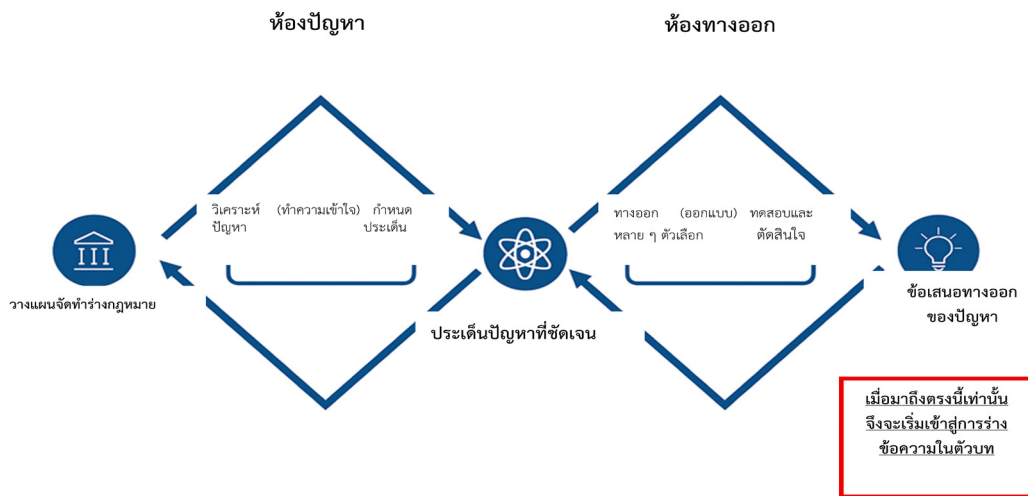 ห้องปัญหา
ห้องทางออก
วิเคราะห์ (ทำความเข้าใจ) กำหนด
ปัญหา ประเด็น
ทางออก (ออกแบบ) ทดสอบและ
หลาย ๆ ตัวเลือก ตัดสินใจ
วางแผนจัดทำร่างกฎหมาย
ประเด็นปัญหาที่ชัดเจน
ข้อเสนอทางออก
ของปัญหา
เมื่อมาถึงตรงนี้เท่านั้น
จึงจะเริ่มเข้าสู่การร่าง
ข้อความในตัวบท